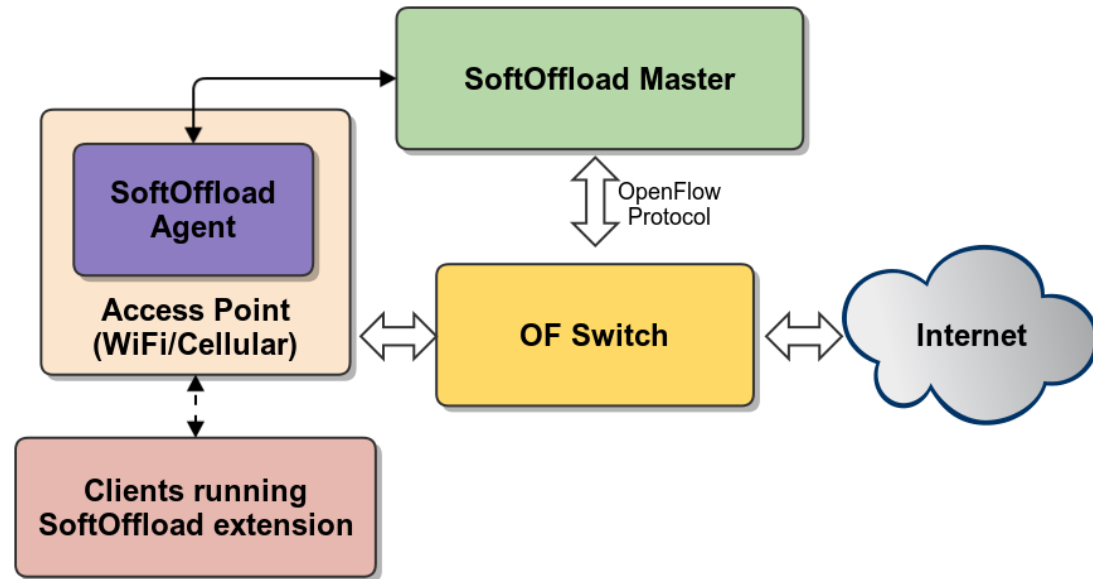 SoftOffload Master
SoftOffload
Agent
OpenFlow
Protocol
Access Point
(WiFi/Cellular)
OF Switch
Internet
Clients running
SoftOffload extension